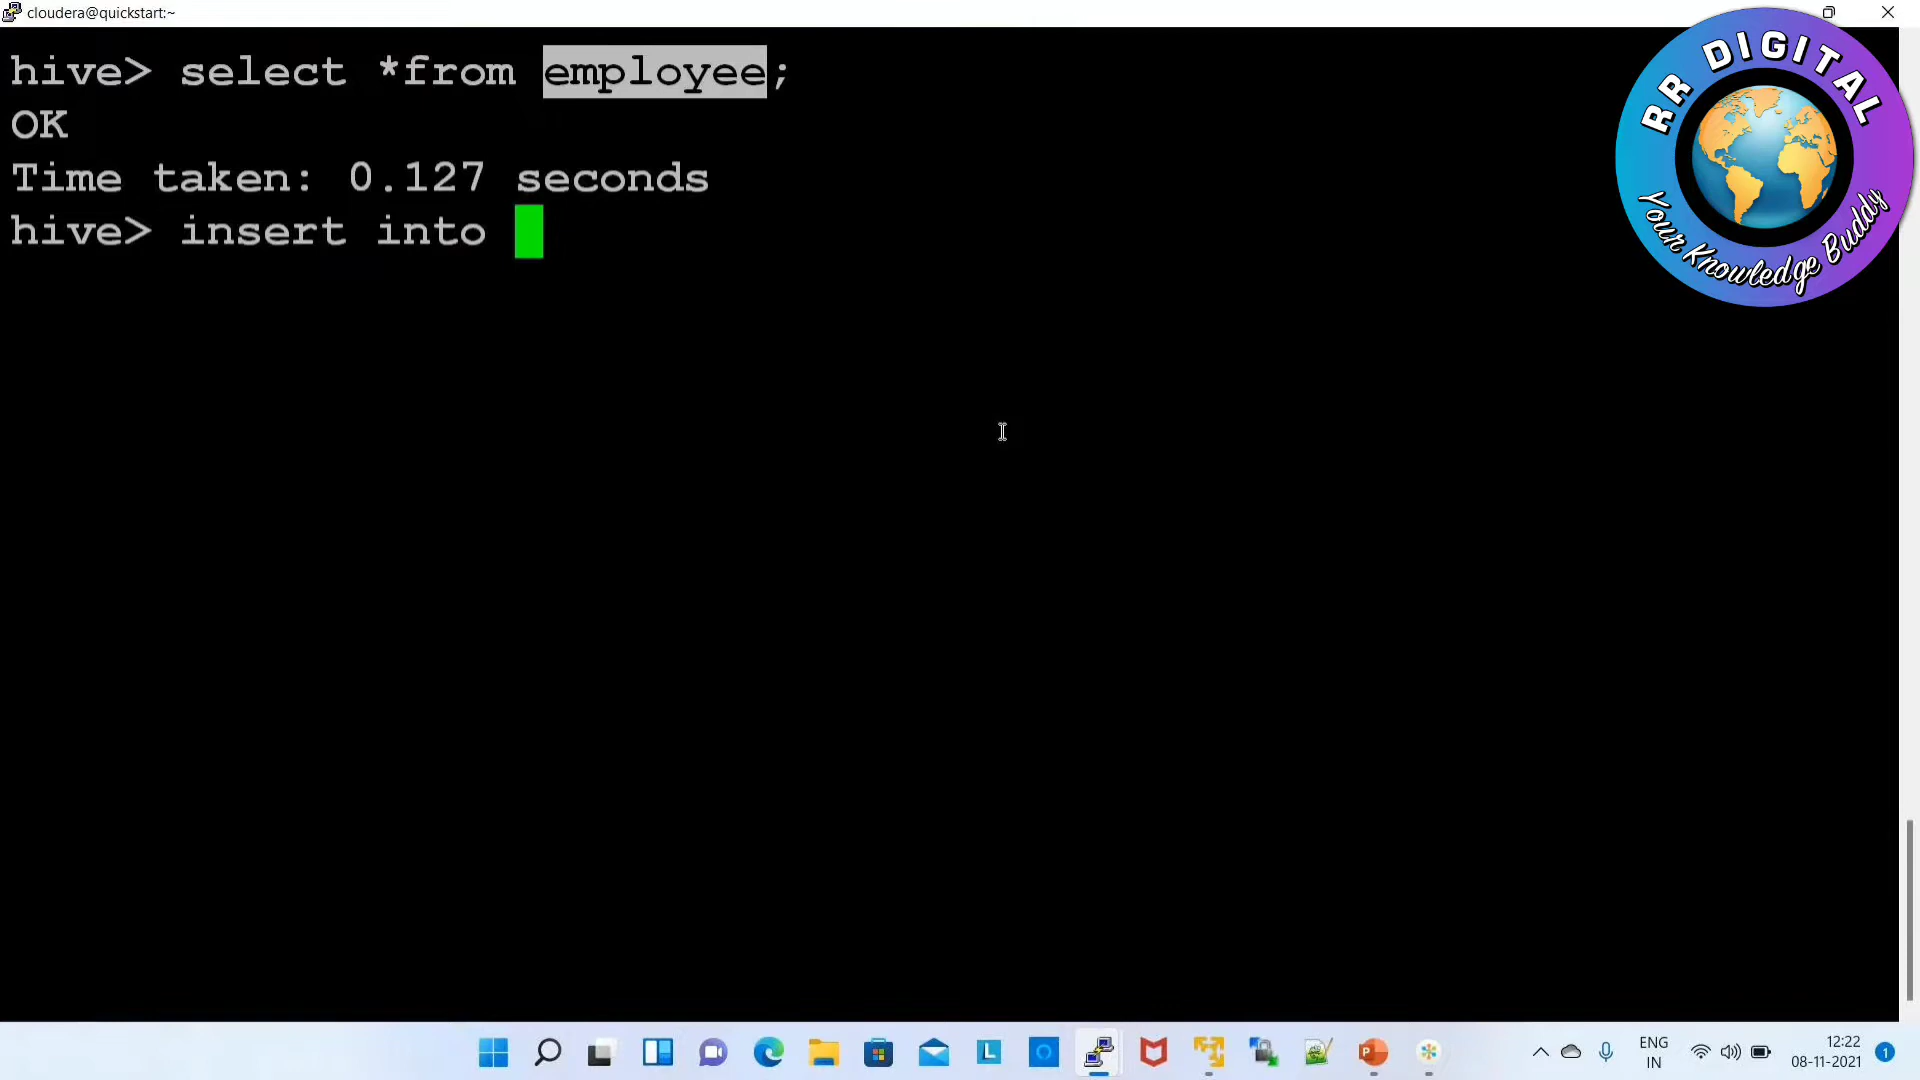 cloudera@quickstart:~
hive> select *from employee;
OK
Time taken: 0.127 seconds
hive> insert into
RR DIGITAL
Your Knowledge Buddy
L
P
ENG
IN
12:22
08-11-2021
1